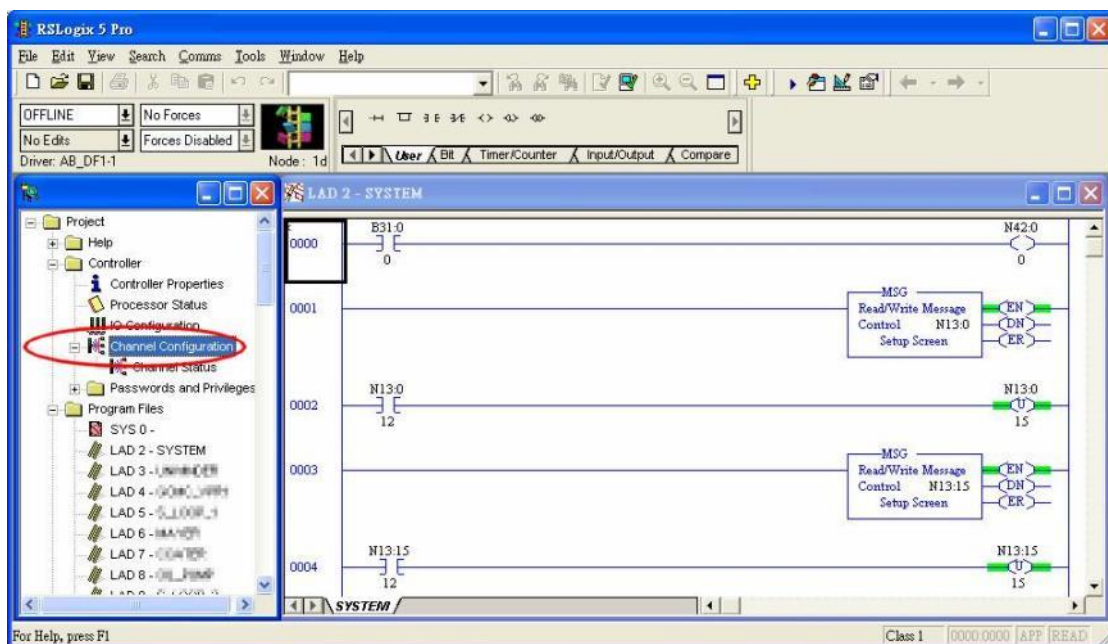 RSLogix 5 Pro
File Edit View Search Comms Tools Window Help
OFFLINE No Forces
No Edits Forces Disabled
Driver: AB_DF1-1 Node: 1d
User Bit Timer/Counter Input/Output Compare
Project
Help
Controller
Controller Properties
Processor Status
IO Configuration
Channel Configuration
Channel Status
Passwords and Privileges
Program Files
SYS 0 -
LAD 2 - SYSTEM
LAD 3 -
LAD 4 -
LAD 5 -
LAD 6 -
LAD 7 -
LAD 8 -
LAD 2 - SYSTEM
0000 B31:0 N42:0
0 0
0001 MSG
Read/Write Message EN
Control N13:0 DN
Setup Screen ER
0002 N13:0 N13:0
U
12 15
0003 MSG
Read/Write Message EN
Control N13:15 DN
Setup Screen ER
0004 N13:15 N13:15
U
12 15
SYSTEM
For Help, press F1 Class 1 0000:0000 APP READ